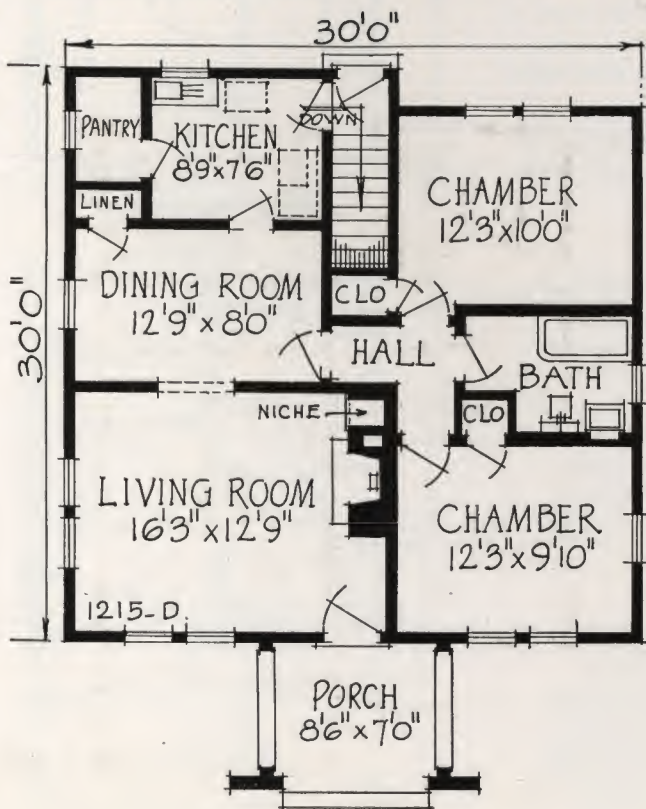 30'0"
30'0"
PANTRY
KITCHEN
8'9"x7'6"
DOWN
CHAMBER
12'3"x10'0"
LINEN
DINING ROOM
12'9" x 8'0"
CLO
HALL
BATH
NICHE
CLO
LIVING ROOM
16'3"x12'9"
CHAMBER
12'3"x9'10"
1215-D.
PORCH
8'6"x7'0"